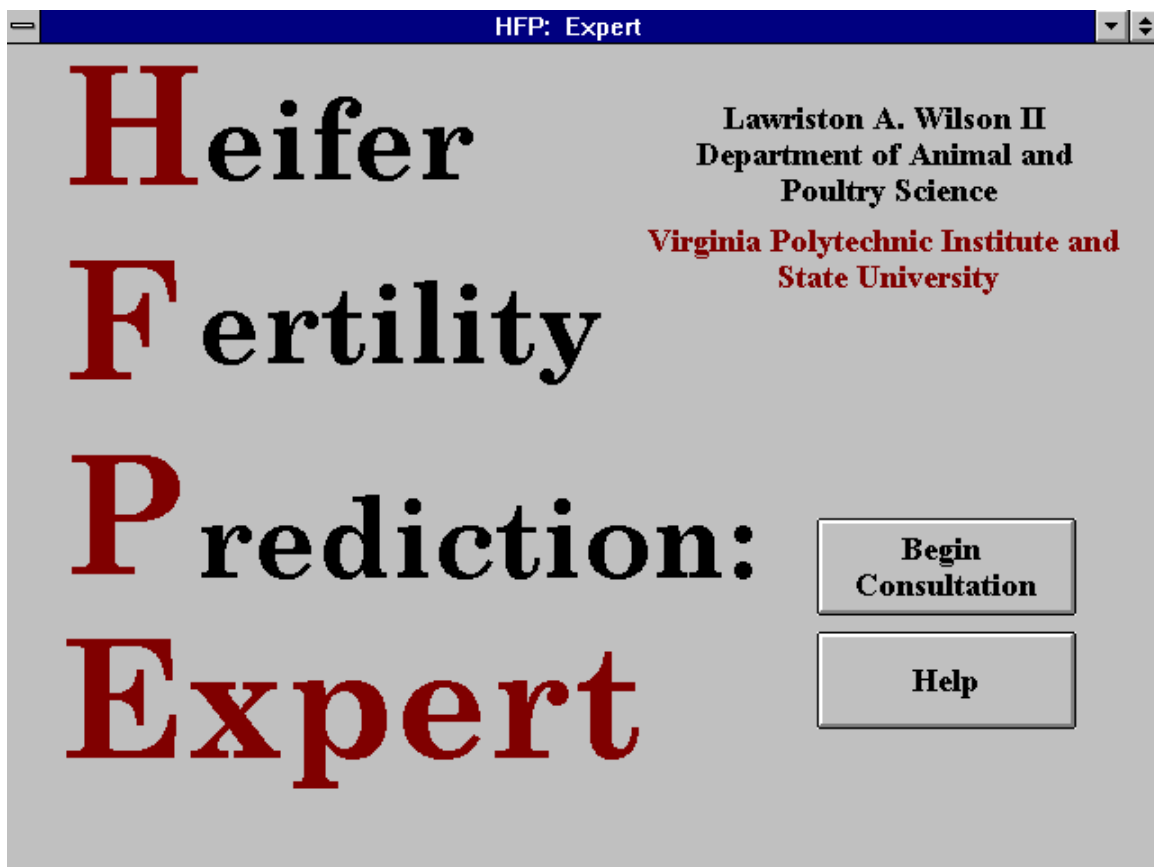 HFP: Expert
Heifer
Lawriston A. Wilson II
Department of Animal and
Poultry Science
Virginia Polytechnic Institute and
State University
Fertility
Prediction:
Expert
Begin
Consultation
Help